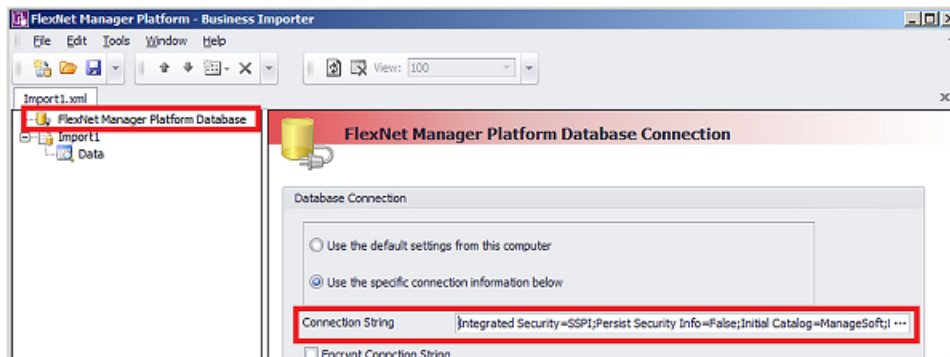 FlexNet Manager Platform - Business Importer
File Edit Tools Window Help
View: 100
Import1.xml
FlexNet Manager Platform Database
Import1
Data
FlexNet Manager Platform Database Connection
Database Connection
Use the default settings from this computer
Use the specific connection information below
Connection String Integrated Security=SSPI;Persist Security Info=False;Initial Catalog=ManageSoft;I ...
Encrypt Connection String